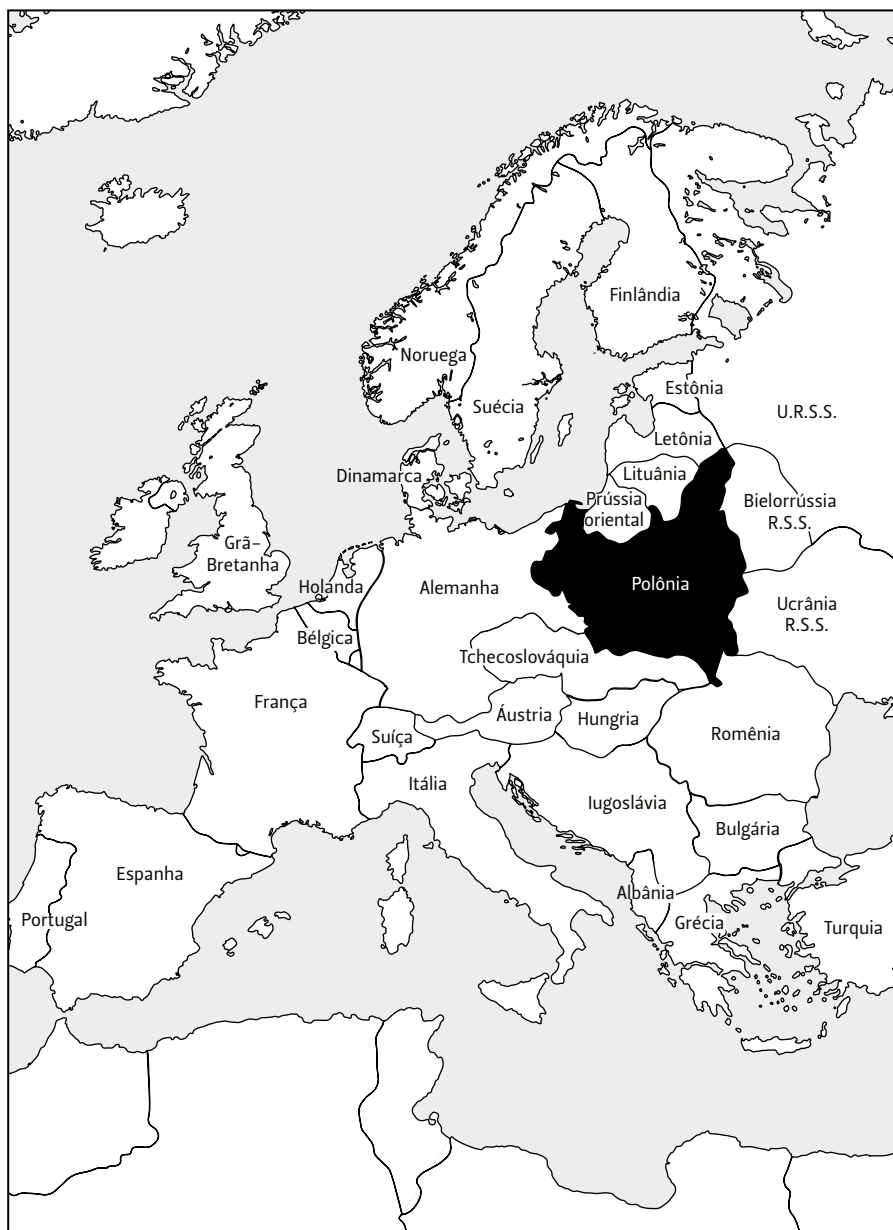 Finlândia
Noruega
Estônia
Suécia
U.R.S.S.
Letônia
Dinamarca
Lituânia
Prússia
oriental
Bielorrússia
R.S.S.
Grã-
Bretanha
Holanda
Alemanha
Polônia
Ucrânia
R.S.S.
Bélgica
Tchecoslováquia
França
Áustria
Hungria
Suíça
Romênia
Itália
Iugoslávia
Bulgária
Espanha
Albânia
Portugal
Grécia
Turquia